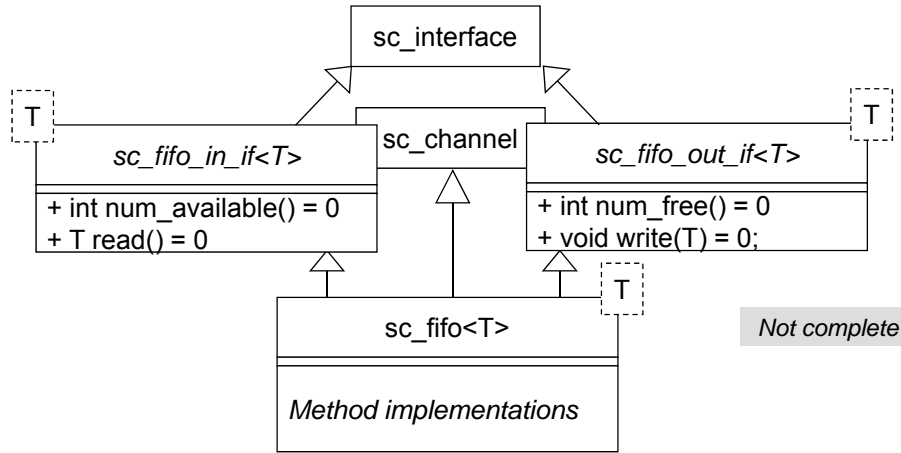 sc_interface
T
T
sc_channel
sc_fifo_in_if<T>
sc_fifo_out_if<T>
+ int num_available() = 0
+ T read() = 0
+ int num_free() = 0
+ void write(T) = 0;
T
sc_fifo<T>
Not complete
Method implementations